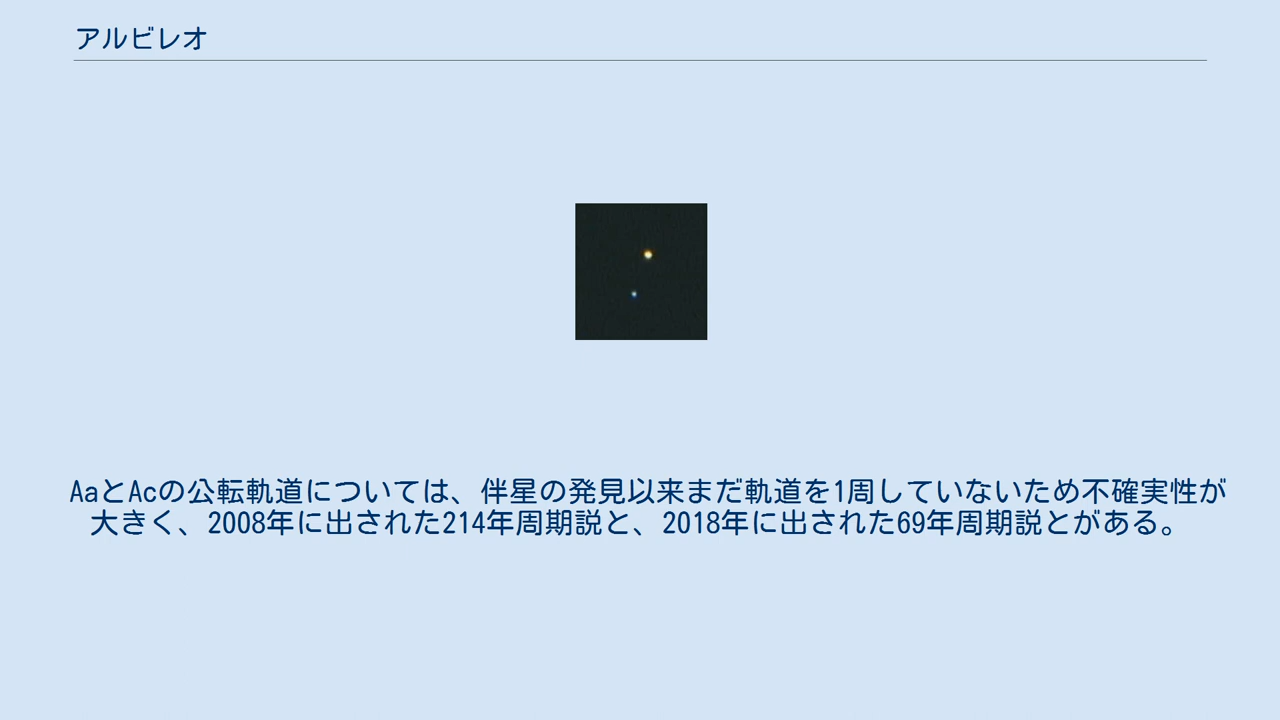 アルビレオ
AaとAcの公転軌道については、伴星の発見以来まだ軌道を1周していないため不確実性が
大きく、2008年に出された214年周期説と、2018年に出された69年周期説とがある。